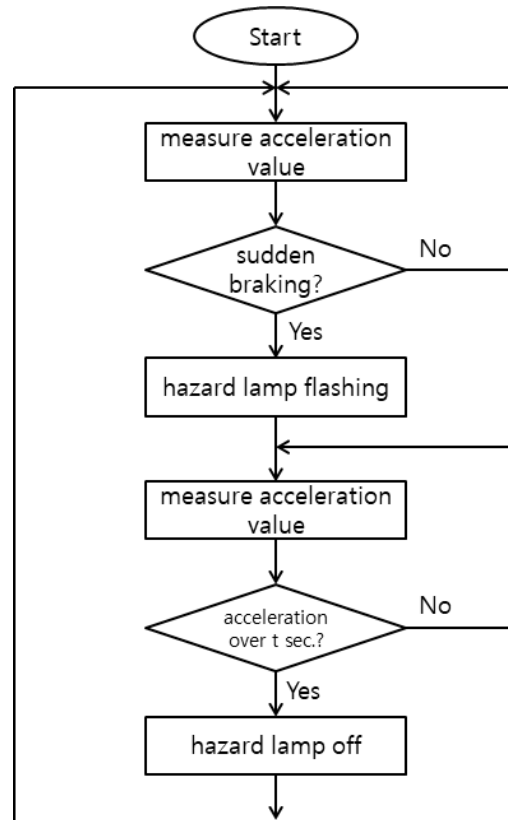 Start
measure acceleration
value
sudden
braking?
No
Yes
hazard lamp flashing
measure acceleration
value
acceleration
over t sec.?
No
Yes
hazard lamp off